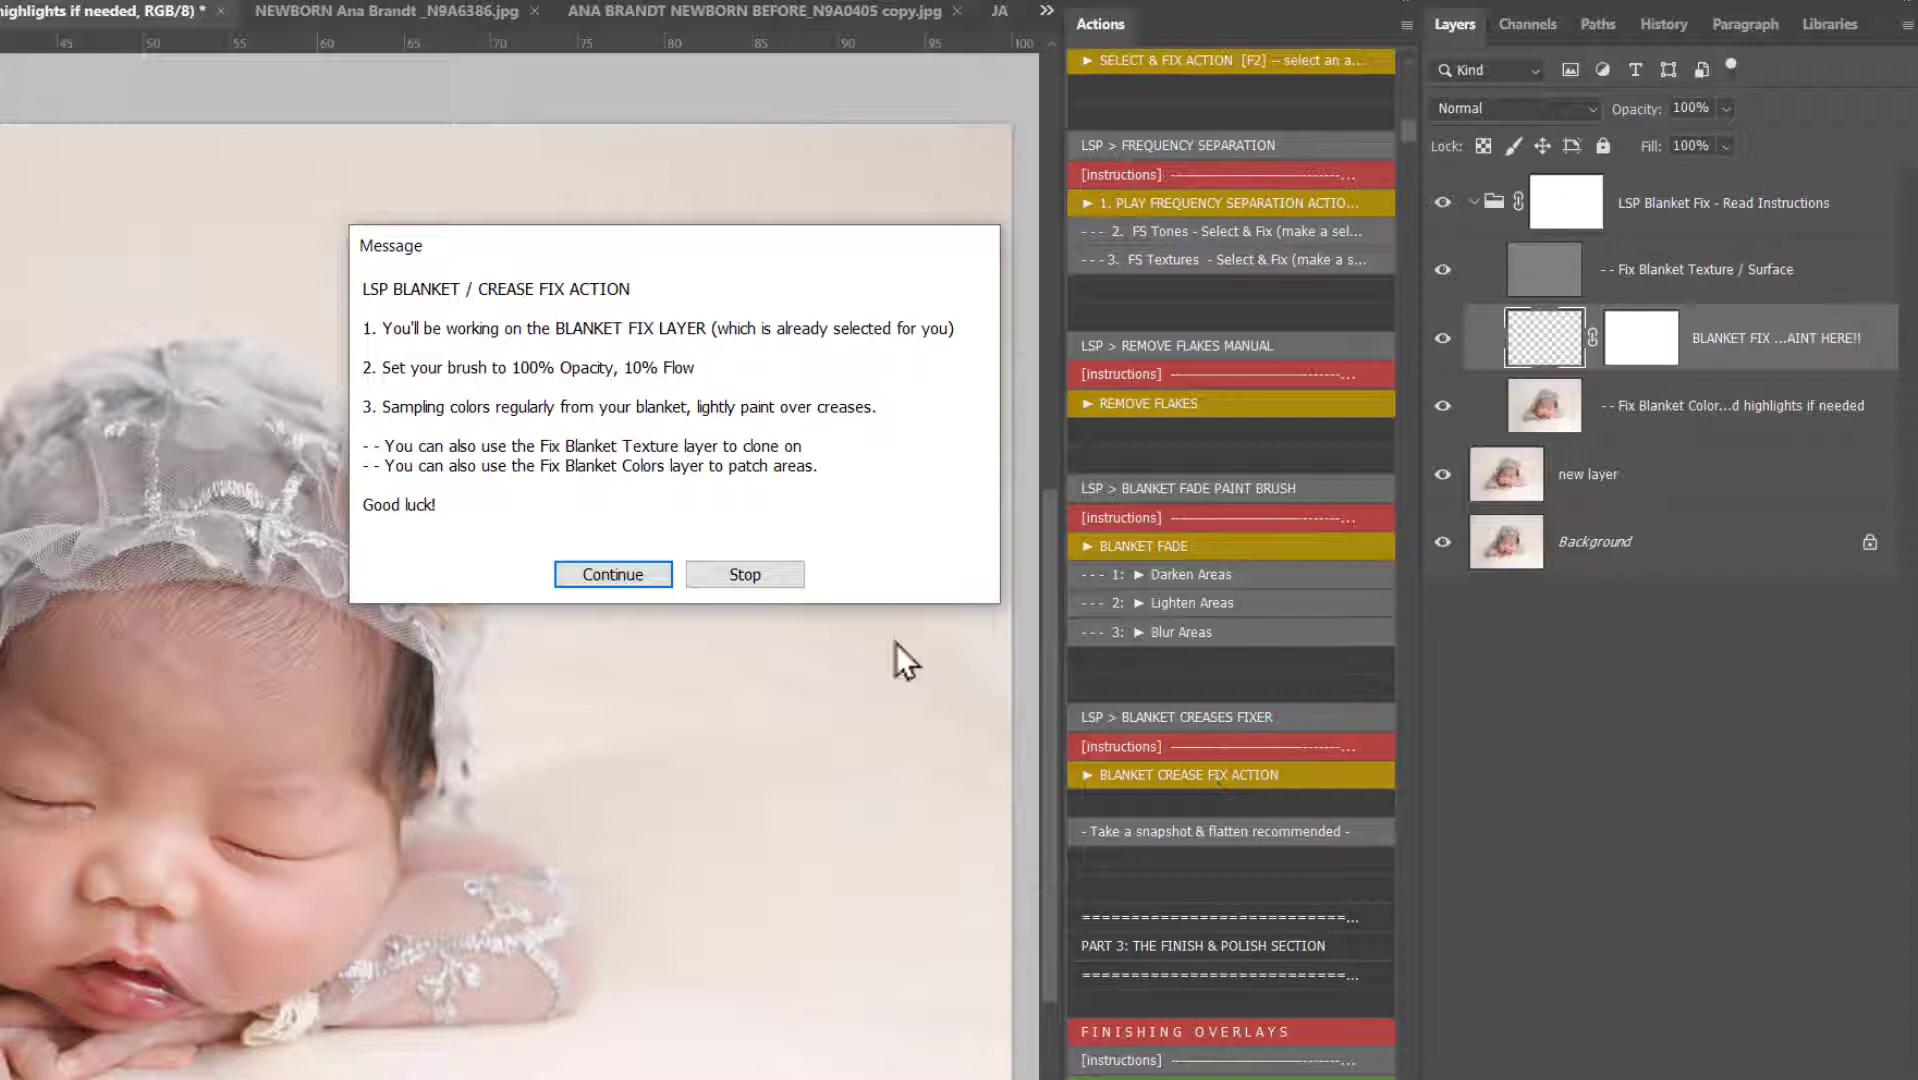 highlights if needed, RGB/8) *
NEWBORN Ana Brandt _N9A6386.jpg
ANA BRANDT NEWBORN BEFORE_N9A0405 copy.jpg
JA
45 50 55 60 65 70 75 80 85 90 95 100
Message
LSP BLANKET / CREASE FIX ACTION
1. You'll be working on the BLANKET FIX LAYER (which is already selected for you)
2. Set your brush to 100% Opacity, 10% Flow
3. Sampling colors regularly from your blanket, lightly paint over creases.
- - You can also use the Fix Blanket Texture layer to clone on
- - You can also use the Fix Blanket Colors layer to patch areas.
Good luck!
Continue
Stop
Actions
► SELECT & FIX ACTION [F2] -- select an a...
LSP > FREQUENCY SEPARATION
[instructions] ---------------------------------------...
► 1. PLAY FREQUENCY SEPARATION ACTIO...
- - - 2. FS Tones - Select & Fix (make a sel...
- - - 3. FS Textures - Select & Fix (make a s...
LSP > REMOVE FLAKES MANUAL
[instructions] ---------------------------------------...
► REMOVE FLAKES
LSP > BLANKET FADE PAINT BRUSH
[instructions] ---------------------------------------...
► BLANKET FADE
- - - 1: ► Darken Areas
- - - 2: ► Lighten Areas
- - - 3: ► Blur Areas
LSP > BLANKET CREASES FIXER
[instructions] ---------------------------------------...
► BLANKET CREASE FIX ACTION
- Take a snapshot & flatten recommended -
===========================...
PART 3: THE FINISH & POLISH SECTION
===========================...
FINISHING OVERLAYS
[instructions] ---------------------------------------...
Layers
Channels
Paths
History
Paragraph
Libraries
Kind
Normal
Opacity: 100%
Lock:
Fill: 100%
LSP Blanket Fix - Read Instructions
- - Fix Blanket Texture / Surface
BLANKET FIX ...AINT HERE!!
- - Fix Blanket Color...d highlights if needed
new layer
Background